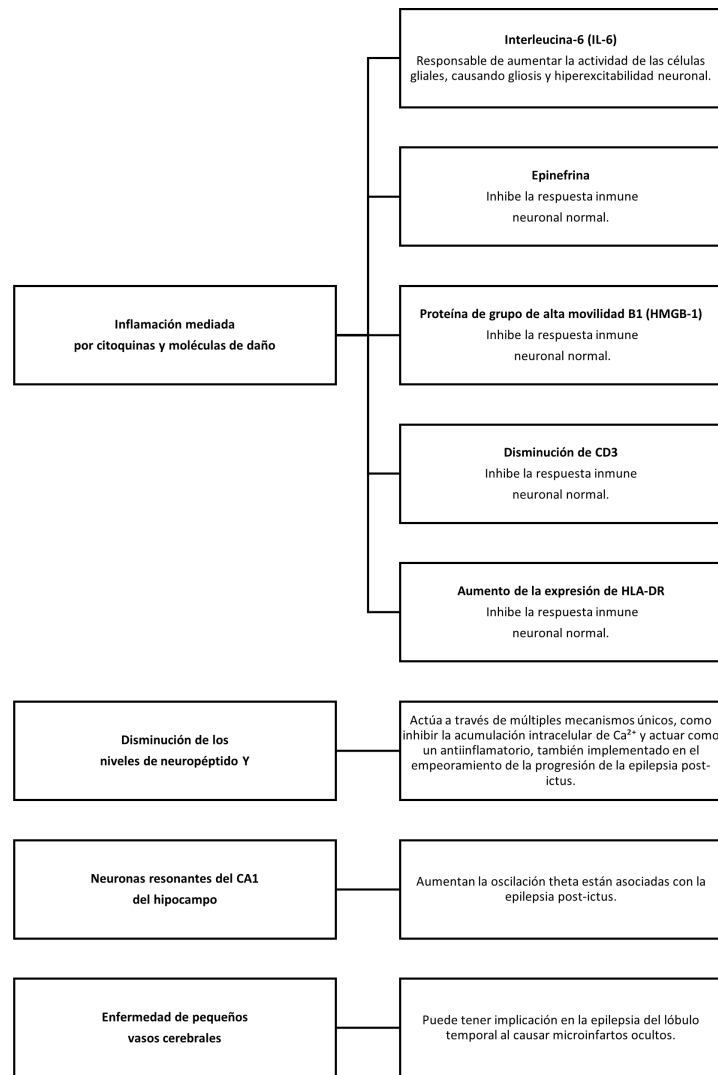 Interleucina-6 (IL-6)
Responsable de aumentar la actividad de las células
gliales, causando gliosis y hiperexcitabilidad neuronal.
Epinefrina
Inhibe la respuesta inmune
neuronal normal.
Inflamación mediada
por citoquinas y moléculas de daño
Proteína de grupo de alta movilidad B1 (HMGB-1)
Inhibe la respuesta inmune
neuronal normal.
Disminución de CD3
Inhibe la respuesta inmune
neuronal normal.
Aumento de la expresión de HLA-DR
Inhibe la respuesta inmune
neuronal normal.
Disminución de los
niveles de neuropéptido Y
Actúa a través de múltiples mecanismos únicos, como
inhibir la acumulación intracelular de Ca²⁺ y actuar como
un antiinflamatorio, también implementado en el
empeoramiento de la progresión de la epilepsia post-
ictus.
Neuronas resonantes del CA1
del hipocampo
Aumentan la oscilación theta están asociadas con la
epilepsia post-ictus.
Enfermedad de pequeños
vasos cerebrales
Puede tener implicación en la epilepsia del lóbulo
temporal al causar microinfartos ocultos.